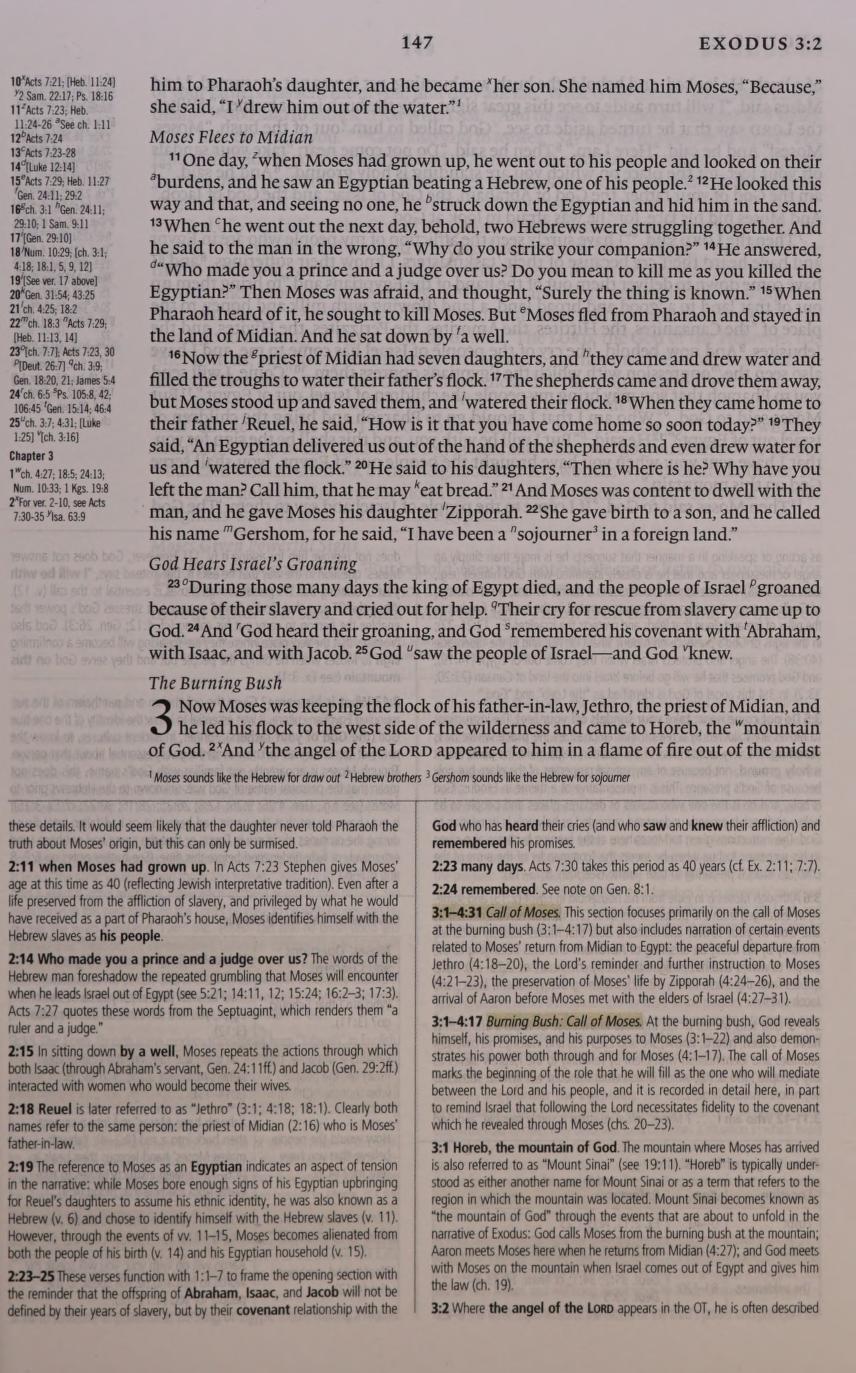 147
EXODUS 3:2
10ˣActs 7:21; [Heb. 11:24]
ʸ2 Sam. 22:17; Ps. 18:16
11ᶻActs 7:23; Heb.
11:24-26 ᵃSee ch. 1:11
12ᵇActs 7:24
13ᶜActs 7:23-28
14ᵈ[Luke 12:14]
15ᵉActs 7:29; Heb. 11:27
ᶠGen. 24:11; 29:2
16ᵍch. 3:1 ʰGen. 24:11;
29:10; 1 Sam. 9:11
17ⁱ[Gen. 29:10]
18ʲNum. 10:29; [ch. 3:1;
4:18; 18:1, 5, 9, 12]
19ⁱ[See ver. 17 above]
20ᵏGen. 31:54; 43:25
21ˡch. 4:25; 18:2
22ᵐch. 18:3 ⁿActs 7:29;
[Heb. 11:13, 14]
23ᵒ[ch. 7:7]; Acts 7:23, 30
ᵖ[Deut. 26:7] ᑫch. 3:9;
Gen. 18:20, 21; James 5:4
24ʳch. 6:5 ˢPs. 105:8, 42;
106:45 ᵗGen. 15:14; 46:4
25ᵘch. 3:7; 4:31; [Luke
1:25] ᵛ[ch. 3:16]
Chapter 3
1ʷch. 4:27; 18:5; 24:13;
Num. 10:33; 1 Kgs. 19:8
2ˣFor ver. 2-10, see Acts
7:30-35 ʸIsa. 63:9
him to Pharaoh's daughter, and he became ˣher son. She named him Moses, “Because,”
she said, “I ʸdrew him out of the water.”¹
Moses Flees to Midian
¹¹One day, ᶻwhen Moses had grown up, he went out to his people and looked on their
ᵃburdens, and he saw an Egyptian beating a Hebrew, one of his people.² ¹²He looked this
way and that, and seeing no one, he ᵇstruck down the Egyptian and hid him in the sand.
¹³When ᶜhe went out the next day, behold, two Hebrews were struggling together. And
he said to the man in the wrong, “Why do you strike your companion?” ¹⁴He answered,
ᵈ“Who made you a prince and a judge over us? Do you mean to kill me as you killed the
Egyptian?” Then Moses was afraid, and thought, “Surely the thing is known.” ¹⁵When
Pharaoh heard of it, he sought to kill Moses. But ᵉMoses fled from Pharaoh and stayed in
the land of Midian. And he sat down by ᶠa well.
¹⁶Now the ᵍpriest of Midian had seven daughters, and ʰthey came and drew water and
filled the troughs to water their father's flock. ¹⁷The shepherds came and drove them away,
but Moses stood up and saved them, and ⁱwatered their flock. ¹⁸When they came home to
their father ʲReuel, he said, “How is it that you have come home so soon today?” ¹⁹They
said, “An Egyptian delivered us out of the hand of the shepherds and even drew water for
us and ⁱwatered the flock.” ²⁰He said to his daughters, “Then where is he? Why have you
left the man? Call him, that he may ᵏeat bread.” ²¹And Moses was content to dwell with the
man, and he gave Moses his daughter ˡZipporah. ²²She gave birth to a son, and he called
his name ᵐGershom, for he said, “I have been a ⁿsojourner³ in a foreign land.”
God Hears Israel's Groaning
²³ᵒDuring those many days the king of Egypt died, and the people of Israel ᵖgroaned
because of their slavery and cried out for help. ᑫTheir cry for rescue from slavery came up to
God. ²⁴And ʳGod heard their groaning, and God ˢremembered his covenant with ᵗAbraham,
with Isaac, and with Jacob. ²⁵God ᵘsaw the people of Israel—and God ᵛknew.
The Burning Bush
3 Now Moses was keeping the flock of his father-in-law, Jethro, the priest of Midian, and
he led his flock to the west side of the wilderness and came to Horeb, the ʷmountain
of God. ²ˣAnd ʸthe angel of the LORD appeared to him in a flame of fire out of the midst
¹ Moses sounds like the Hebrew for draw out ² Hebrew brothers ³ Gershom sounds like the Hebrew for sojourner
these details. It would seem likely that the daughter never told Pharaoh the
truth about Moses' origin, but this can only be surmised.
2:11 when Moses had grown up. In Acts 7:23 Stephen gives Moses'
age at this time as 40 (reflecting Jewish interpretative tradition). Even after a
life preserved from the affliction of slavery, and privileged by what he would
have received as a part of Pharaoh's house, Moses identifies himself with the
Hebrew slaves as his people.
2:14 Who made you a prince and a judge over us? The words of the
Hebrew man foreshadow the repeated grumbling that Moses will encounter
when he leads Israel out of Egypt (see 5:21; 14:11, 12; 15:24; 16:2–3; 17:3).
Acts 7:27 quotes these words from the Septuagint, which renders them “a
ruler and a judge.”
2:15 In sitting down by a well, Moses repeats the actions through which
both Isaac (through Abraham's servant, Gen. 24:11ff.) and Jacob (Gen. 29:2ff.)
interacted with women who would become their wives.
2:18 Reuel is later referred to as “Jethro” (3:1; 4:18; 18:1). Clearly both
names refer to the same person: the priest of Midian (2:16) who is Moses'
father-in-law.
2:19 The reference to Moses as an Egyptian indicates an aspect of tension
in the narrative: while Moses bore enough signs of his Egyptian upbringing
for Reuel's daughters to assume his ethnic identity, he was also known as a
Hebrew (v. 6) and chose to identify himself with the Hebrew slaves (v. 11).
However, through the events of vv. 11–15, Moses becomes alienated from
both the people of his birth (v. 14) and his Egyptian household (v. 15).
2:23–25 These verses function with 1:1–7 to frame the opening section with
the reminder that the offspring of Abraham, Isaac, and Jacob will not be
defined by their years of slavery, but by their covenant relationship with the
God who has heard their cries (and who saw and knew their affliction) and
remembered his promises.
2:23 many days. Acts 7:30 takes this period as 40 years (cf. Ex. 2:11; 7:7).
2:24 remembered. See note on Gen. 8:1.
3:1–4:31 Call of Moses. This section focuses primarily on the call of Moses
at the burning bush (3:1–4:17) but also includes narration of certain events
related to Moses' return from Midian to Egypt: the peaceful departure from
Jethro (4:18–20), the Lord's reminder and further instruction to Moses
(4:21–23), the preservation of Moses' life by Zipporah (4:24–26), and the
arrival of Aaron before Moses met with the elders of Israel (4:27–31).
3:1–4:17 Burning Bush: Call of Moses. At the burning bush, God reveals
himself, his promises, and his purposes to Moses (3:1–22) and also demon-
strates his power both through and for Moses (4:1–17). The call of Moses
marks the beginning of the role that he will fill as the one who will mediate
between the Lord and his people, and it is recorded in detail here, in part
to remind Israel that following the Lord necessitates fidelity to the covenant
which he revealed through Moses (chs. 20–23).
3:1 Horeb, the mountain of God. The mountain where Moses has arrived
is also referred to as “Mount Sinai” (see 19:11). “Horeb” is typically under-
stood as either another name for Mount Sinai or as a term that refers to the
region in which the mountain was located. Mount Sinai becomes known as
“the mountain of God” through the events that are about to unfold in the
narrative of Exodus: God calls Moses from the burning bush at the mountain;
Aaron meets Moses here when he returns from Midian (4:27); and God meets
with Moses on the mountain when Israel comes out of Egypt and gives him
the law (ch. 19).
3:2 Where the angel of the LORD appears in the OT, he is often described